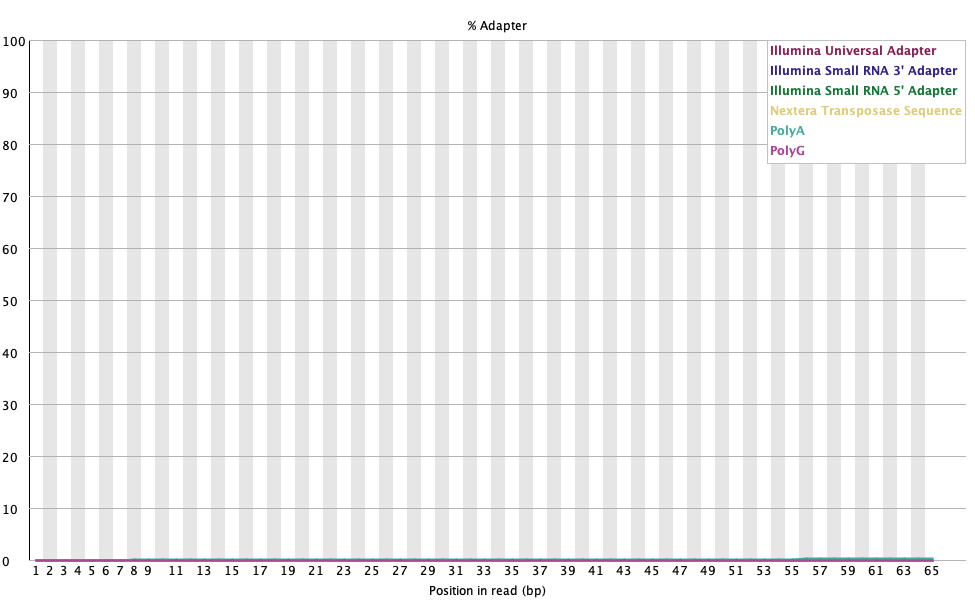 % Adapter
100
90
80
70
60
50
40
30
20
10
0
Illumina Universal Adapter
Illumina Small RNA 3' Adapter
Illumina Small RNA 5' Adapter
Nextera Transposase Sequence
PolyA
PolyG
1 2 3 4 5 6 7 8 9 11 13 15 17 19 21 23 25 27 29 31 33 35 37 39 41 43 45 47 49 51 53 55 57 59 61 63 65
Position in read (bp)